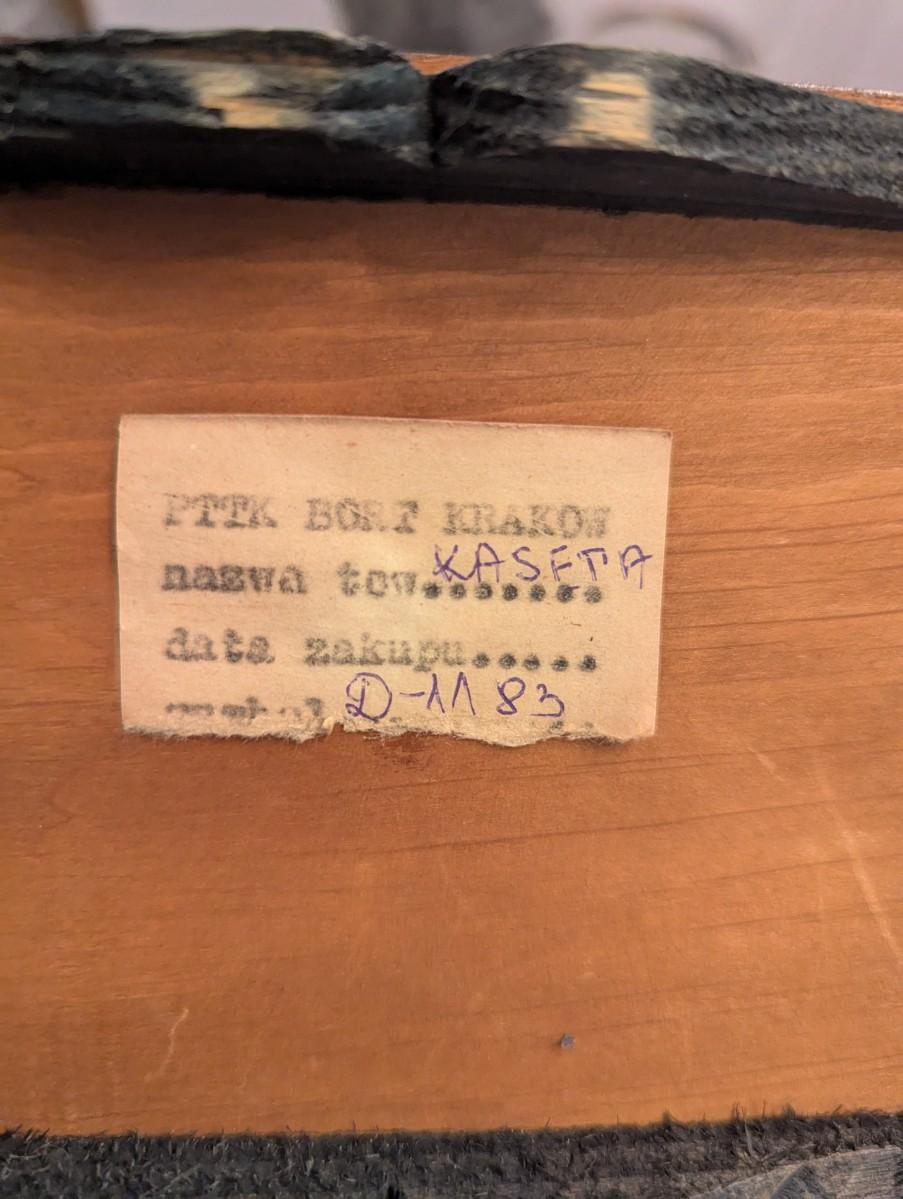 PTTK BORT KRAKOW
nazwa tow.KASETA
data zakupu.....
D-11 83